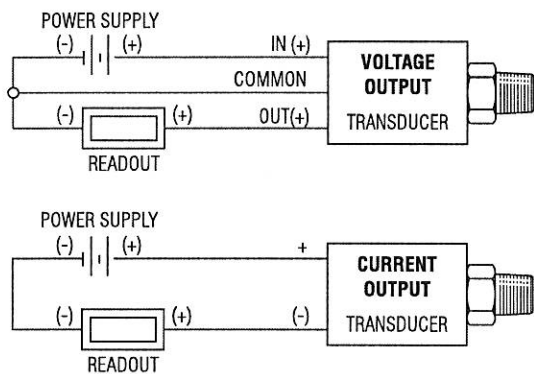 POWER SUPPLY
(-) (+) IN (+)
COMMON
(-) (+) OUT(+)
READOUT
VOLTAGE
OUTPUT
TRANSDUCER
POWER SUPPLY
(-) (+) +
(-) (+) (-)
READOUT
CURRENT
OUTPUT
TRANSDUCER